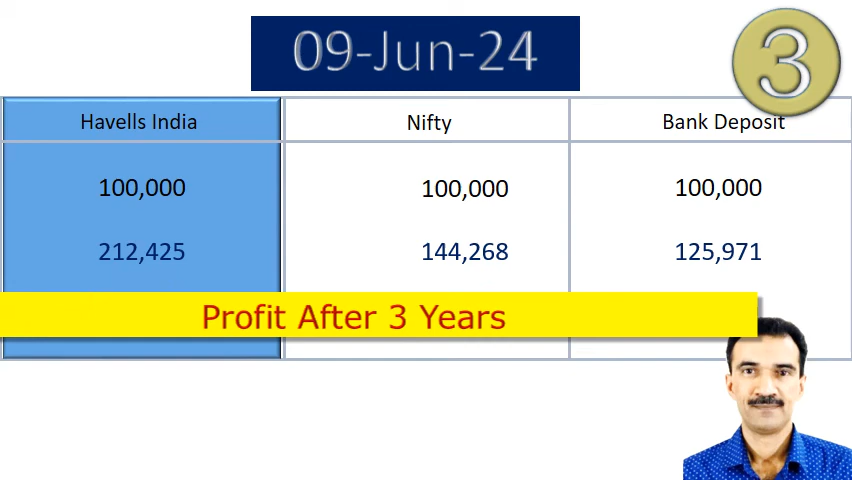 09-Jun-24
3
Havells India Nifty Bank Deposit
100,000 100,000 100,000
212,425 144,268 125,971
Profit After 3 Years